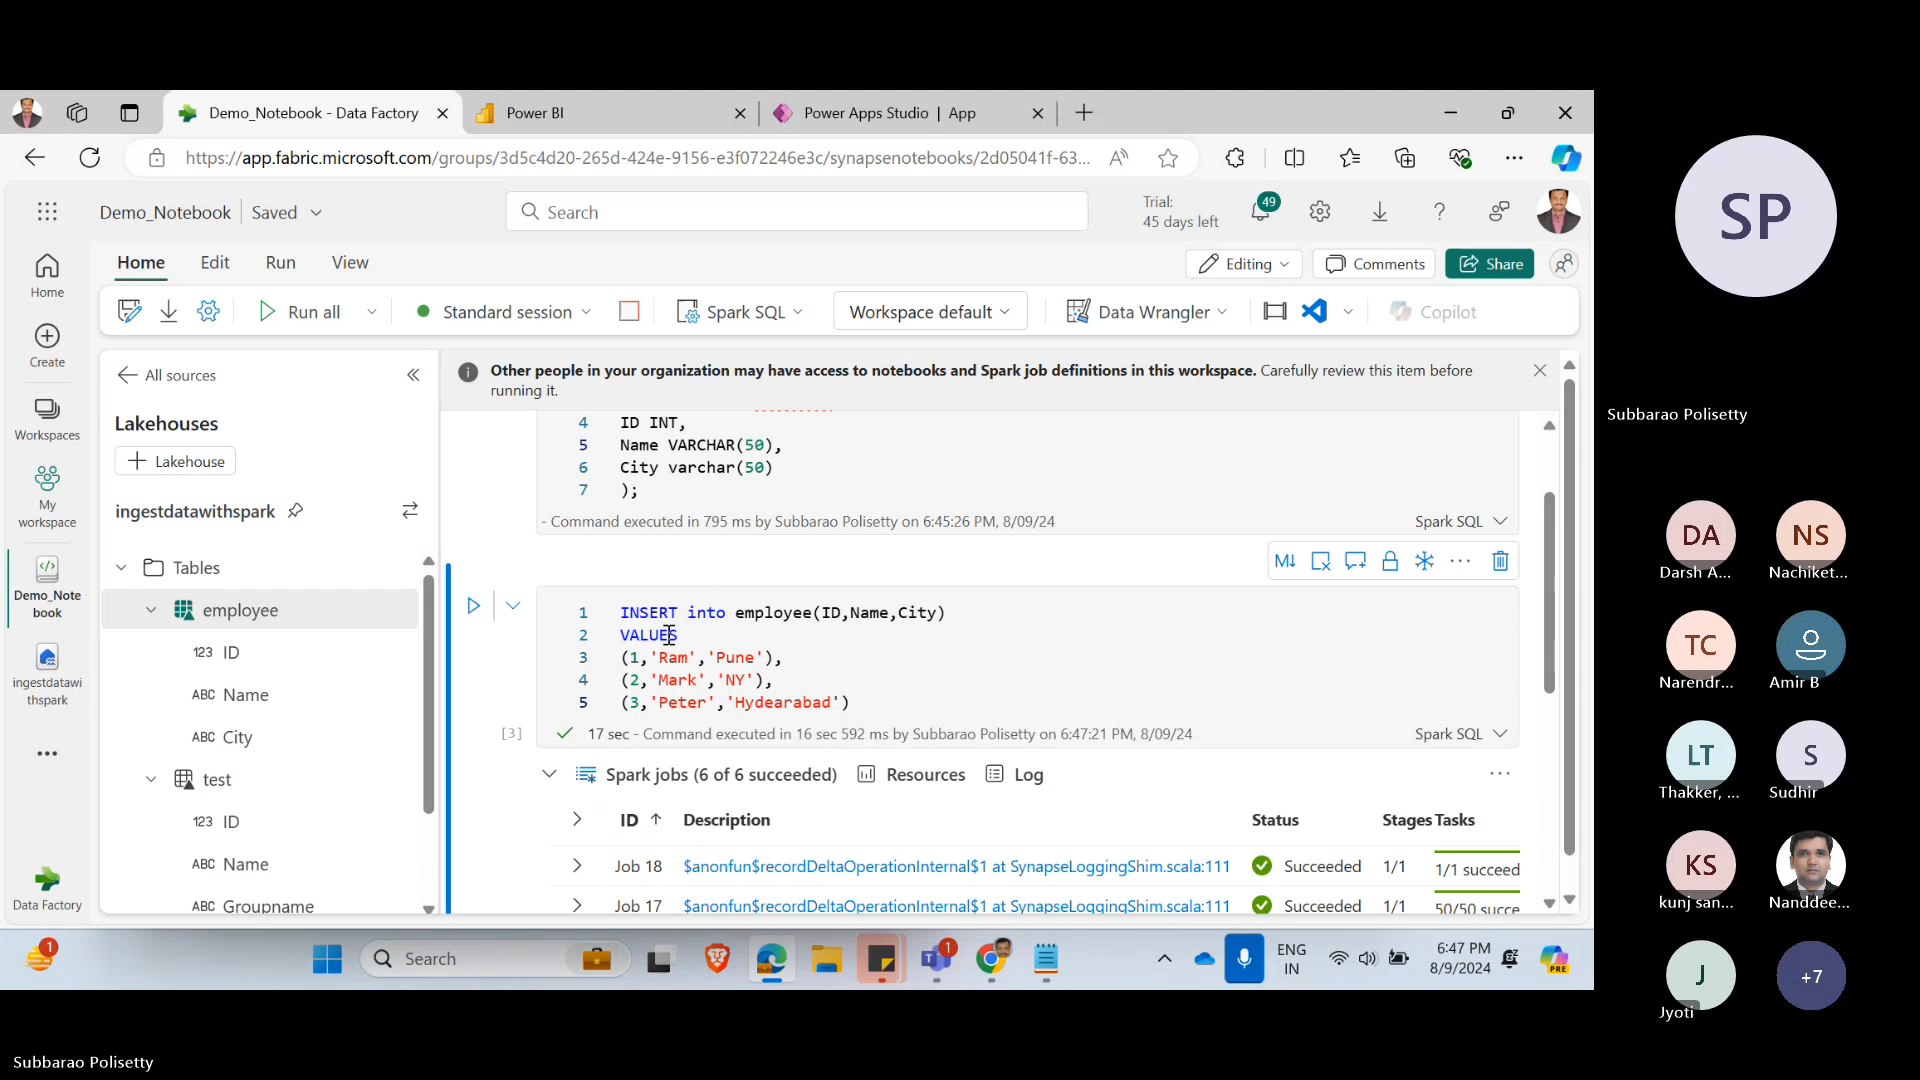 Demo_Notebook - Data Factory
Power BI
Power Apps Studio | App
https://app.fabric.microsoft.com/groups/3d5c4d20-265d-424e-9156-e3f072246e3c/synapsenotebooks/2d05041f-63...
Demo_Notebook | Saved
Search
Trial:
45 days left
49
Home Edit Run View
Editing
Comments
Share
Run all
Standard session
Spark SQL
Workspace default
Data Wrangler
Copilot
Home
Create
Workspaces
My
workspace
Demo_Note
book
ingestdatawi
thspark
Data Factory
All sources
Lakehouses
+ Lakehouse
ingestdatawithspark
Tables
employee
123 ID
ABC Name
ABC City
test
123 ID
ABC Name
ABC Groupname
Other people in your organization may have access to notebooks and Spark job definitions in this workspace. Carefully review this item before
running it.
4 ID INT,
5 Name VARCHAR(50),
6 City varchar(50)
7 );
- Command executed in 795 ms by Subbarao Polisetty on 6:45:26 PM, 8/09/24
Spark SQL
M↓
1 INSERT into employee(ID,Name,City)
2 VALUES
3 (1,'Ram','Pune'),
4 (2,'Mark','NY'),
5 (3,'Peter','Hydearabad')
[3]
17 sec - Command executed in 16 sec 592 ms by Subbarao Polisetty on 6:47:21 PM, 8/09/24
Spark SQL
Spark jobs (6 of 6 succeeded)
Resources
Log
ID ↑ Description Status Stages Tasks
Job 18 $anonfun$recordDeltaOperationInternal$1 at SynapseLoggingShim.scala:111 Succeeded 1/1 1/1 succeed
Job 17 $anonfun$recordDeltaOperationInternal$1 at SynapseLoggingShim.scala:111 Succeeded 1/1 50/50 succe
1
Search
PRE
1
ENG
IN
6:47 PM
8/9/2024
PRE
SP
Subbarao Polisetty
DA
Darsh A...
NS
Nachiket...
TC
Narendr...
Amir B
LT
Thakker, ...
S
Sudhir
KS
kunj san...
Nanddee...
J
Jyoti
+7
Subbarao Polisetty